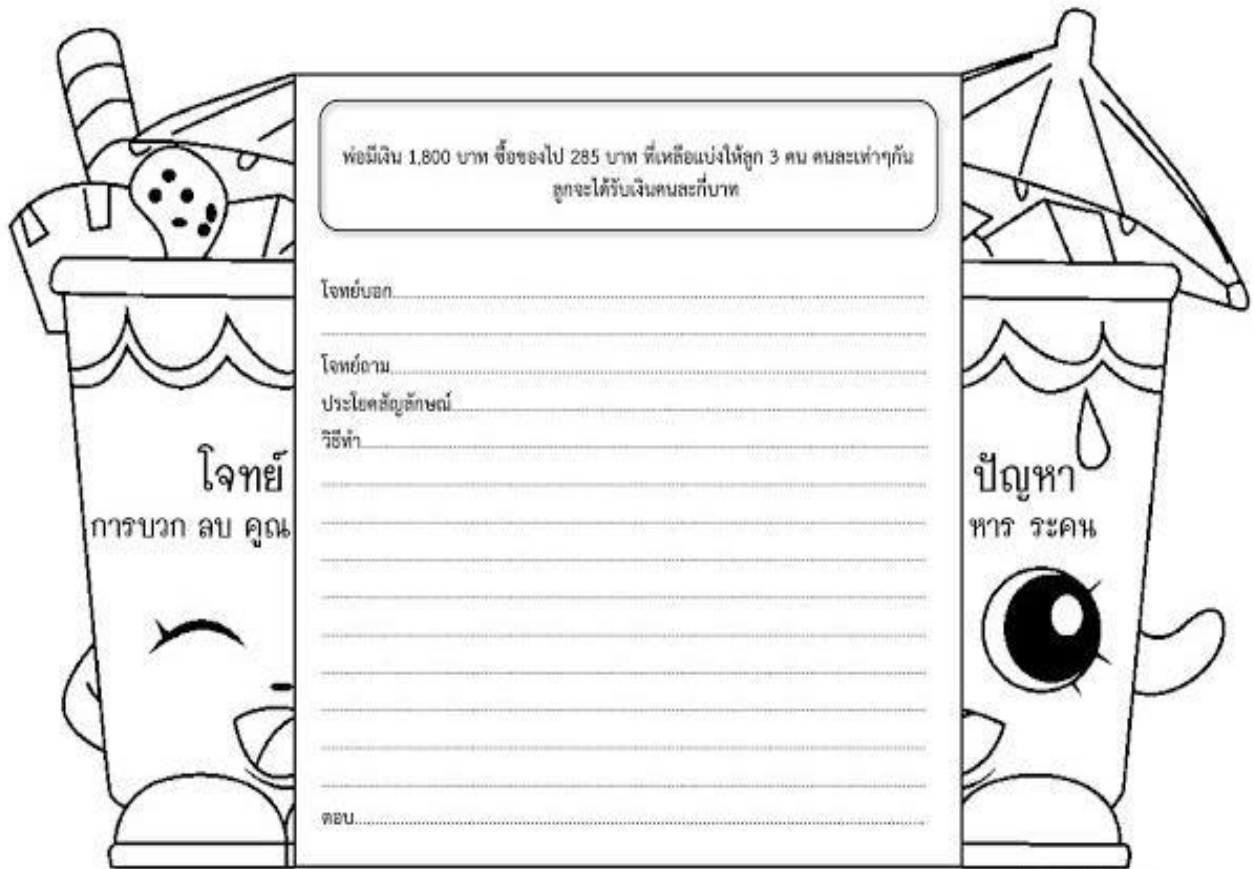 พ่อมีเงิน 1,800 บาท ซื้อของไป 285 บาท ที่เหลือแบ่งให้ลูก 3 คน คนละเท่าๆกัน
ลูกจะได้รับเงินคนละกี่บาท
โจทย์บอก
โจทย์ถาม
ประโยคสัญลักษณ์
วิธีทำ
ตอบ
โจทย์
การบวก ลบ คูณ
ปัญหา
หาร ระคน